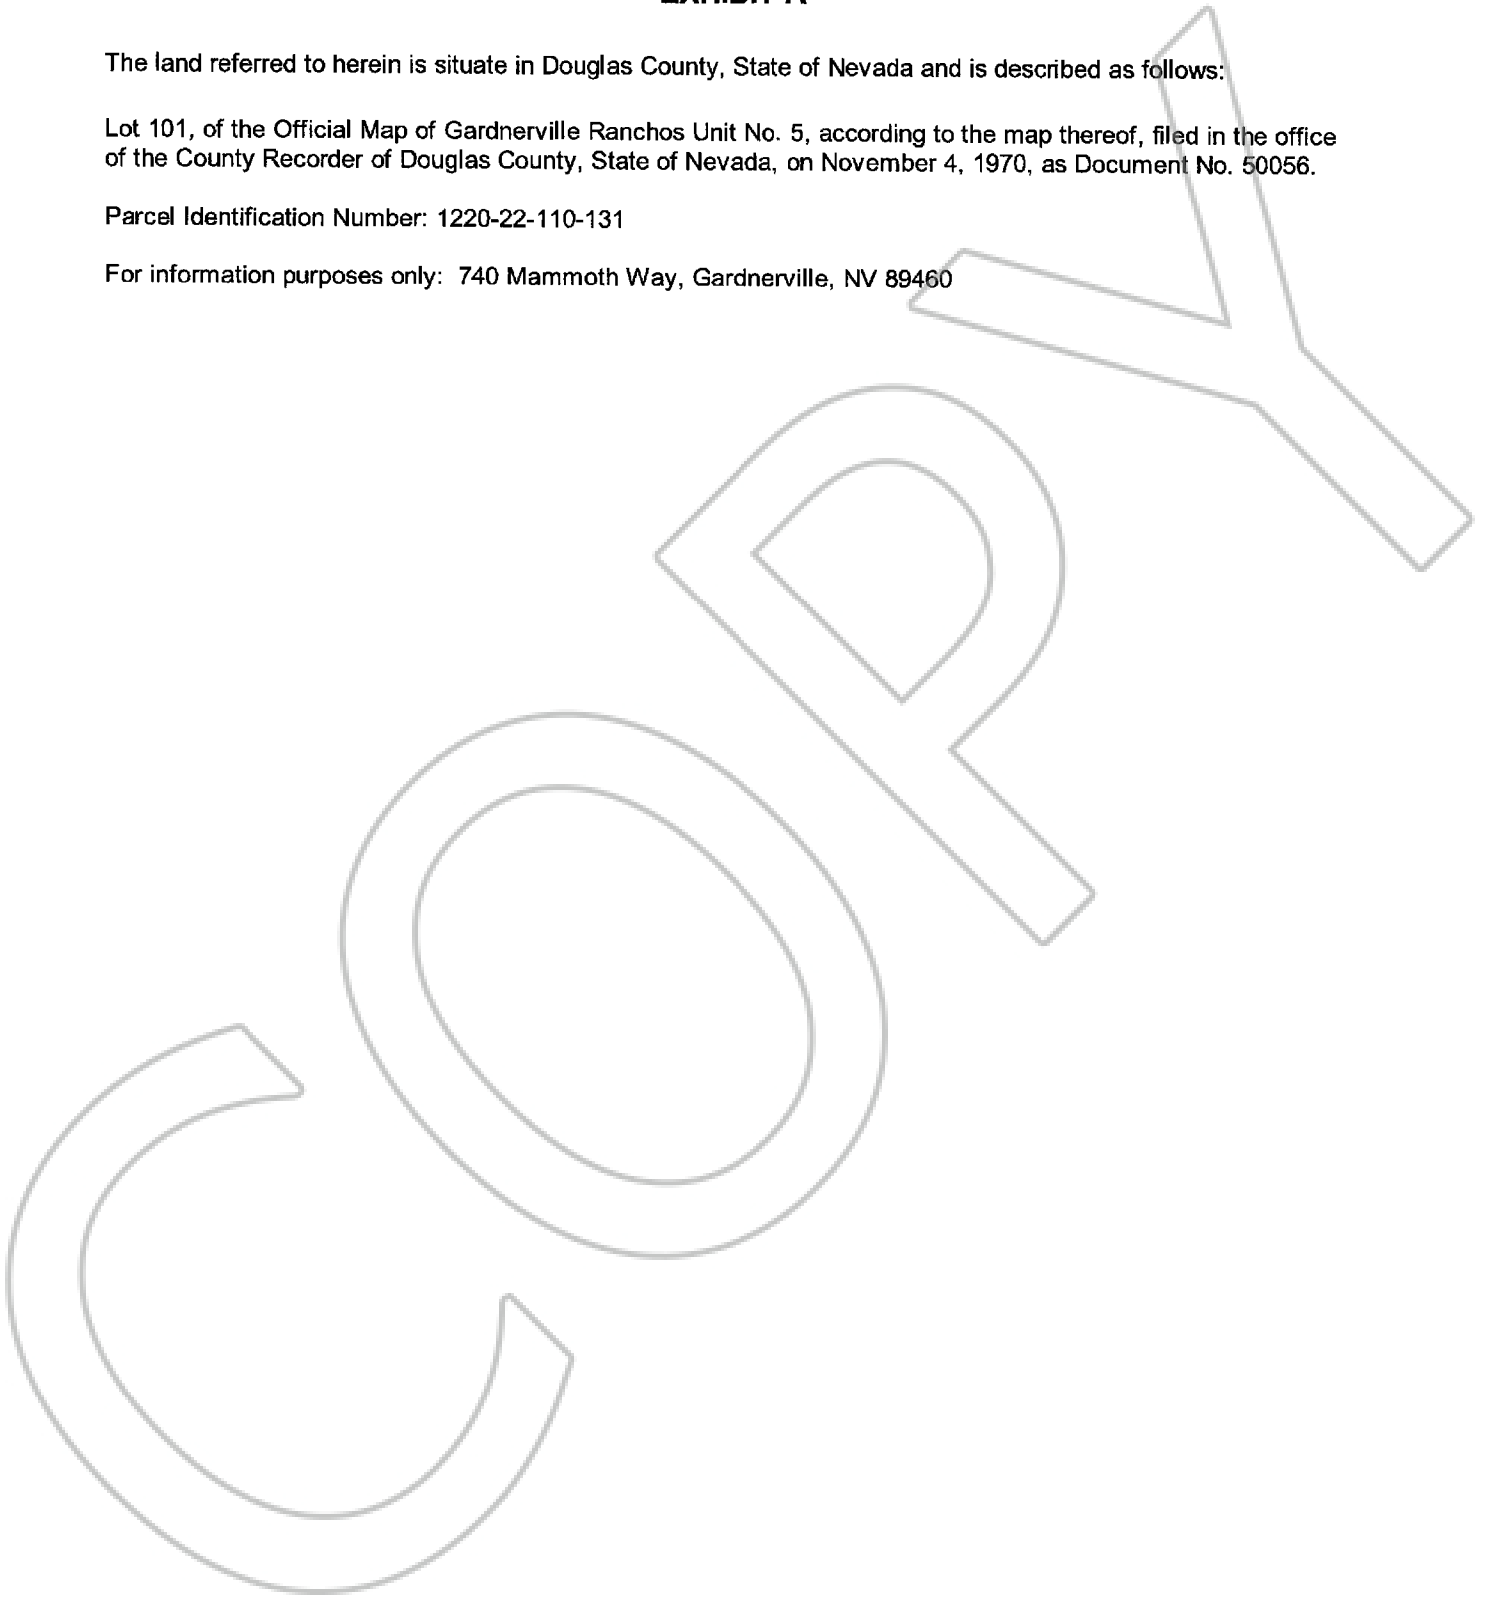 EXHIBIT A
The land referred to herein is situate in Douglas County, State of Nevada and is described as follows:
Lot 101, of the Official Map of Gardnerville Ranchos Unit No. 5, according to the map thereof, filed in the office
of the County Recorder of Douglas County, State of Nevada, on November 4, 1970, as Document No. 50056.
Parcel Identification Number: 1220-22-110-131
For information purposes only: 740 Mammoth Way, Gardnerville, NV 89460
COPY